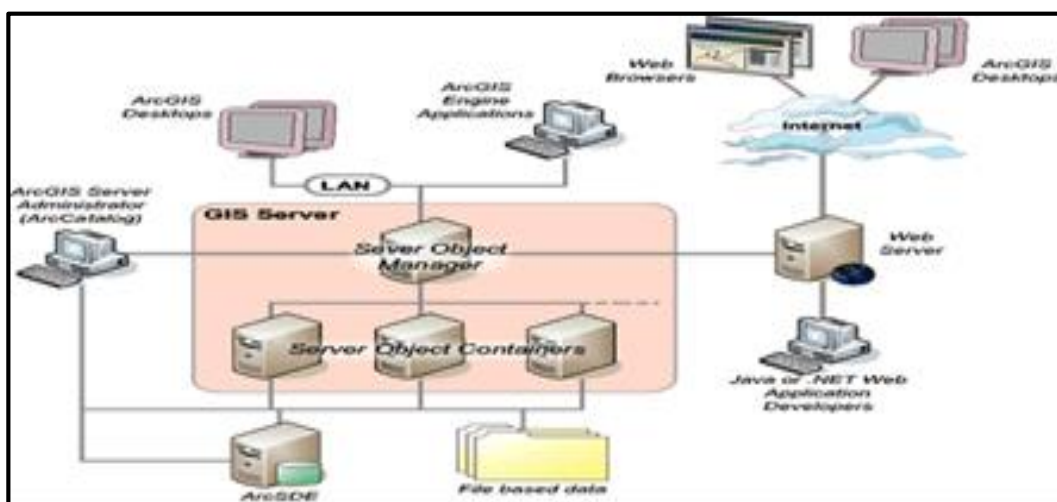 Web
Browsers
ArcGIS
Desktops
ArcGIS
Desktops
ArcGIS
Engine
Applications
Internet
LAN
ArcGIS Server
Administrator
(ArcCatalog)
GIS Server
Sever Object
Manager
Web
Server
Server Object Containers
Java or .NET Web
Application
Developers
ArcSDE
File based data